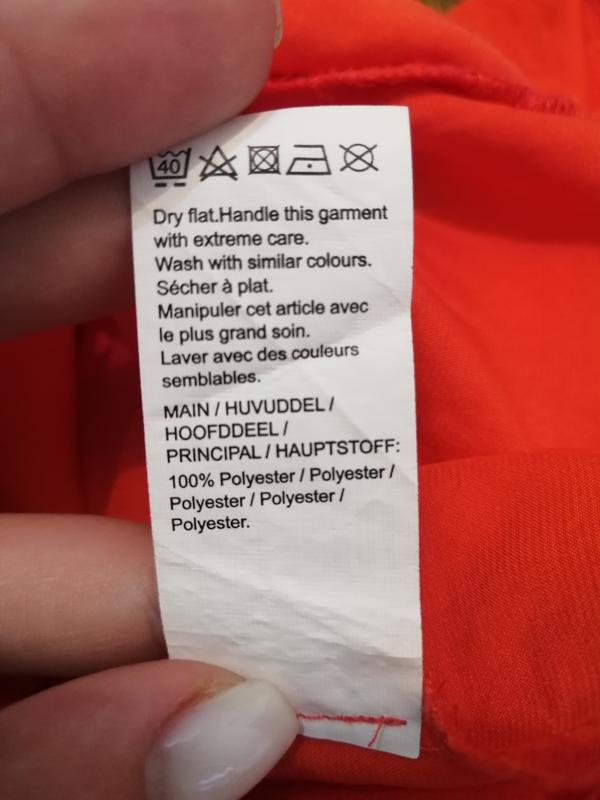 40
Dry flat.Handle this garment
with extreme care.
Wash with similar colours.
Sécher à plat.
Manipuler cet article avec
le plus grand soin.
Laver avec des couleurs
semblables.
MAIN / HUVUDDEL /
HOOFDDEEL /
PRINCIPAL / HAUPTSTOFF:
100% Polyester / Polyester /
Polyester / Polyester /
Polyester.